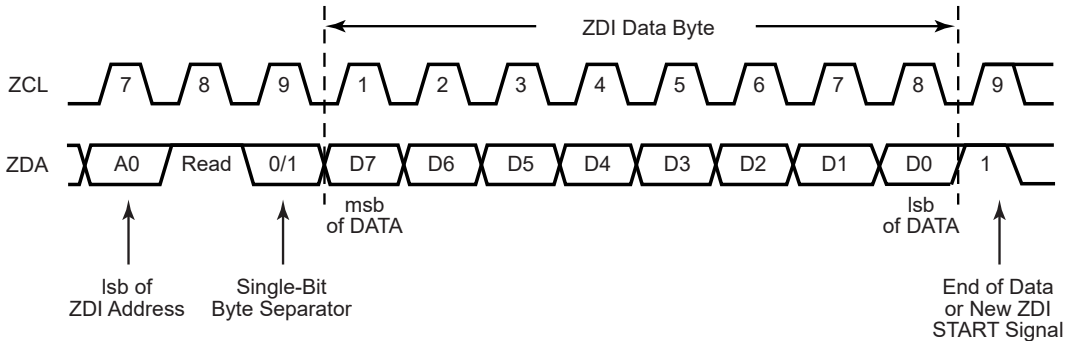 ZDI Data Byte
ZCL 7 8 9 1 2 3 4 5 6 7 8 9
ZDA A0 Read 0/1 D7 D6 D5 D4 D3 D2 D1 D0 1
msb
of DATA
lsb
of DATA
lsb of
ZDI Address
Single-Bit
Byte Separator
End of Data
or New ZDI
START Signal